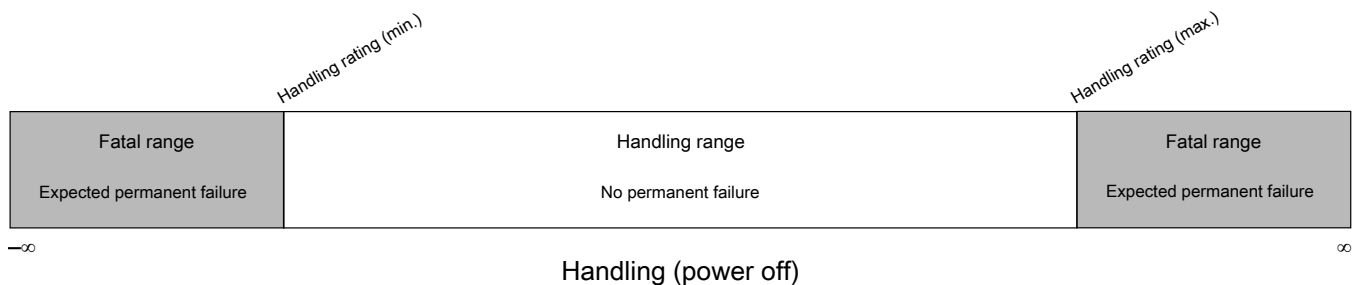 Handling rating (min.)
Handling rating (max.)
Fatal range
Handling range
Fatal range
Expected permanent failure
No permanent failure
Expected permanent failure
–∞
∞
Handling (power off)